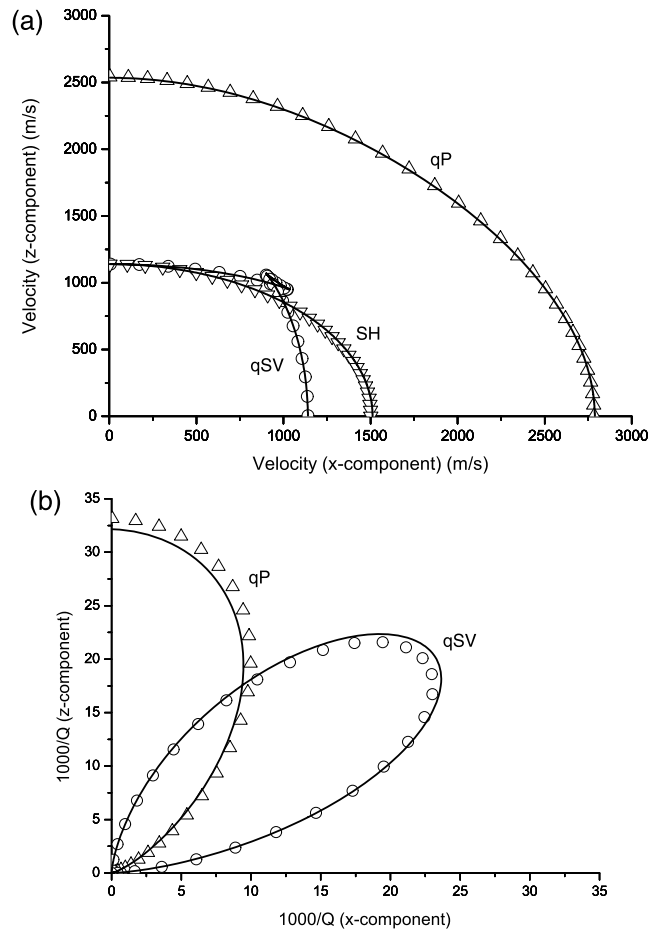 (a)
3000
2500
2000
1500
1000
500
0
Velocity (z-component) (m/s)
qP
SH
qSV
0 500 1000 1500 2000 2500 3000
Velocity (x-component) (m/s)
(b)
35
30
25
20
15
10
5
0
1000/Q (z-component)
qP
qSV
0 5 10 15 20 25 30 35
1000/Q (x-component)